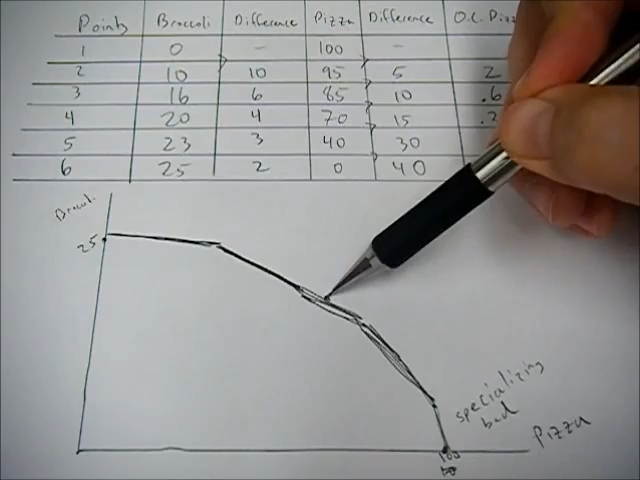 Points Broccoli Difference Pizza Difference O.C. Pizz
1 0 - 100 -
2 10 10 95 5 2
3 16 6 85 10 .6
4 20 4 70 15 .2
5 23 3 40 30
6 25 2 0 40
Broccoli
25
specializing
bad
Pizza
100